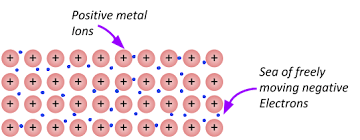 Positive metal
Ions
Sea of freely
moving negative
Electrons
+ + + + + + + + +
+ + + + + + + + +
+ + + + + + + + +
+ + + + + + + + +